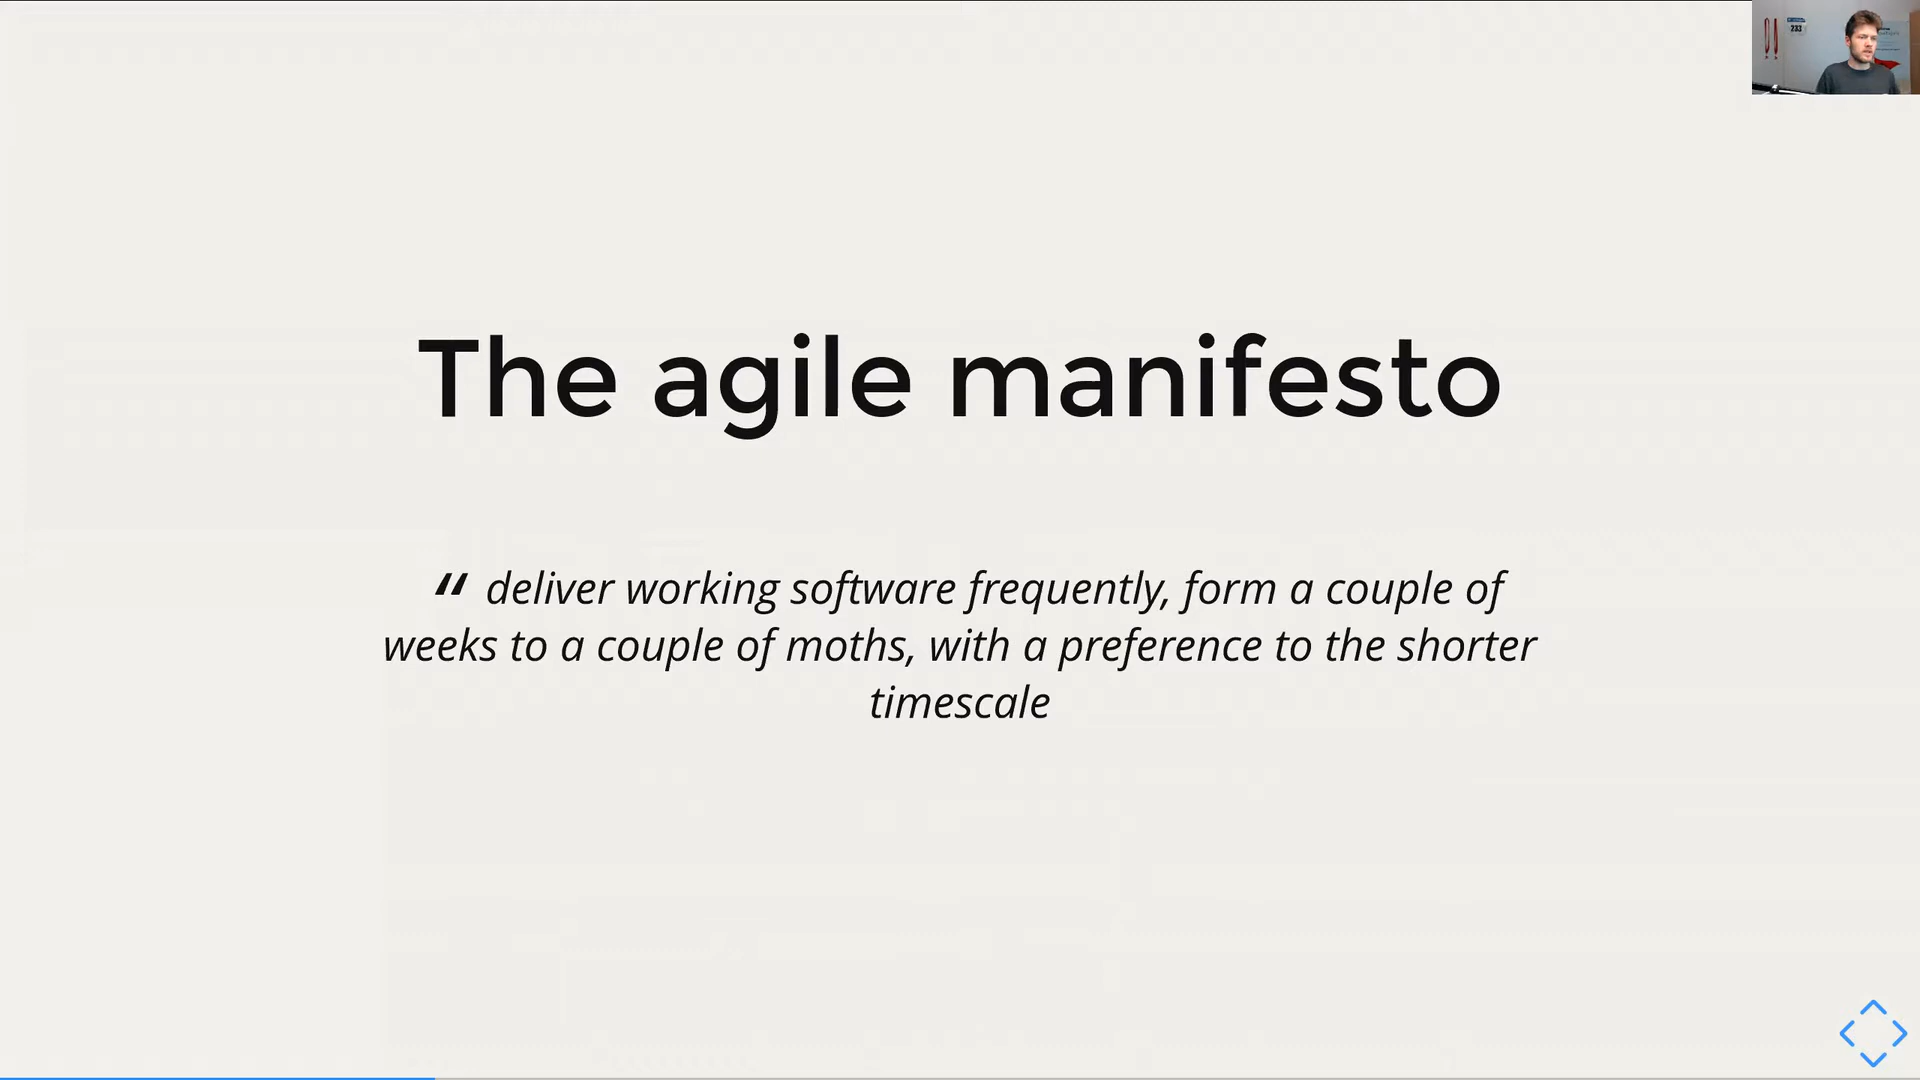 233
The agile manifesto
“ deliver working software frequently, form a couple of
weeks to a couple of moths, with a preference to the shorter
timescale